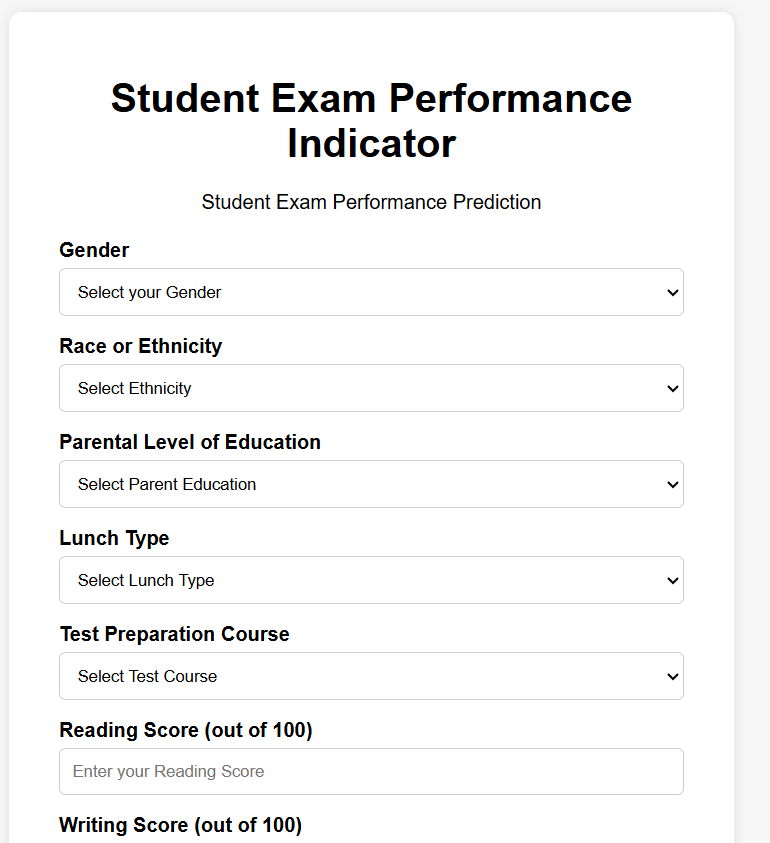 Student Exam Performance
Indicator
Student Exam Performance Prediction
Gender
Select your Gender
Race or Ethnicity
Select Ethnicity
Parental Level of Education
Select Parent Education
Lunch Type
Select Lunch Type
Test Preparation Course
Select Test Course
Reading Score (out of 100)
Enter your Reading Score
Writing Score (out of 100)